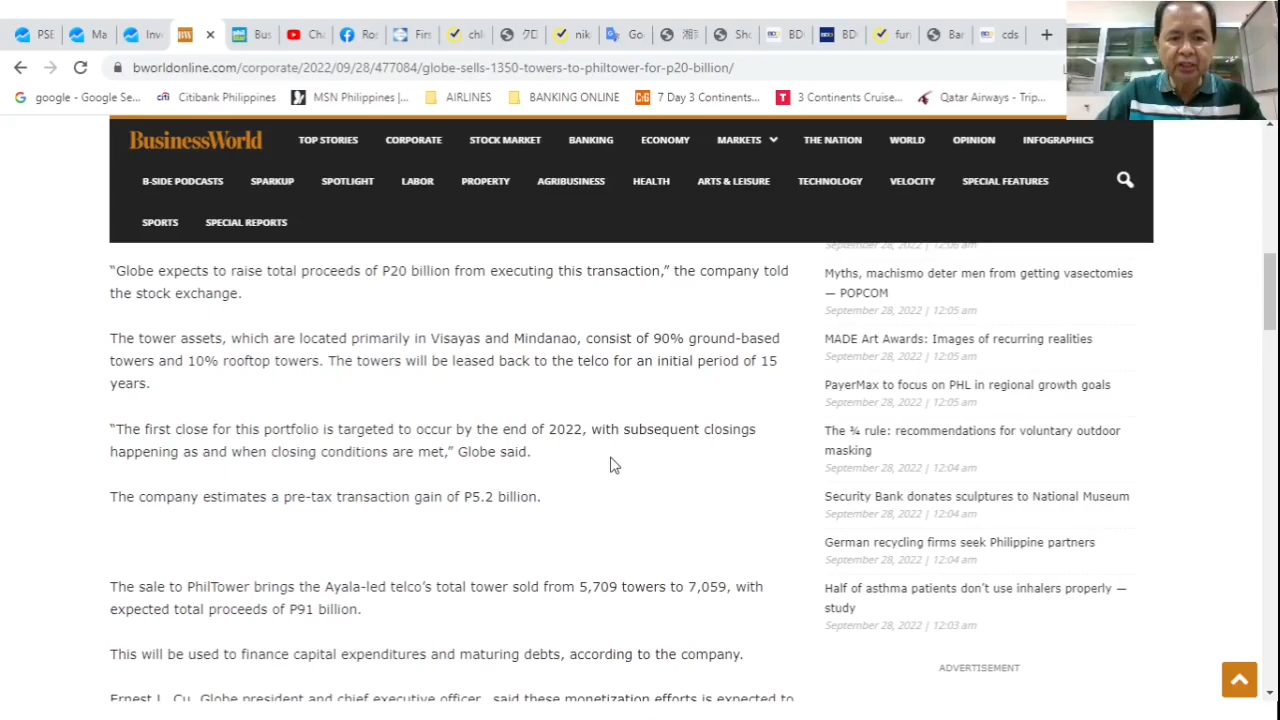 PSE
Ma
Inv
BW
Bus
Cha
Ros
Firs
chi
nik
Go
Sho
BDO
BD
BDO
BD
fur
Bar
BDO
cds
bworldonline.com/corporate/2022/09/28/477064/globe-sells-1350-towers-to-philtower-for-p20-billion/
google - Google Se...
citi
Citibank Philippines
MSN Philippines |...
AIRLINES
BANKING ONLINE
7 Day 3 Continents...
T
3 Continents Cruise...
Qatar Airways - Trip...
BusinessWorld
TOP STORIES
CORPORATE
STOCK MARKET
BANKING
ECONOMY
MARKETS
THE NATION
WORLD
OPINION
INFOGRAPHICS
B-SIDE PODCASTS
SPARKUP
SPOTLIGHT
LABOR
PROPERTY
AGRIBUSINESS
HEALTH
ARTS & LEISURE
TECHNOLOGY
VELOCITY
SPECIAL FEATURES
SPORTS
SPECIAL REPORTS
“Globe expects to raise total proceeds of P20 billion from executing this transaction,” the company told
the stock exchange.
The tower assets, which are located primarily in Visayas and Mindanao, consist of 90% ground-based
towers and 10% rooftop towers. The towers will be leased back to the telco for an initial period of 15
years.
“The first close for this portfolio is targeted to occur by the end of 2022, with subsequent closings
happening as and when closing conditions are met,” Globe said.
The company estimates a pre-tax transaction gain of P5.2 billion.
The sale to PhilTower brings the Ayala-led telco’s total tower sold from 5,709 towers to 7,059, with
expected total proceeds of P91 billion.
This will be used to finance capital expenditures and maturing debts, according to the company.
Ernest L. Cu, Globe president and chief executive officer, said these monetization efforts is expected to
September 28, 2022 | 12:06 am
Myths, machismo deter men from getting vasectomies
— POPCOM
September 28, 2022 | 12:05 am
MADE Art Awards: Images of recurring realities
September 28, 2022 | 12:05 am
PayerMax to focus on PHL in regional growth goals
September 28, 2022 | 12:05 am
The ¾ rule: recommendations for voluntary outdoor
masking
September 28, 2022 | 12:04 am
Security Bank donates sculptures to National Museum
September 28, 2022 | 12:04 am
German recycling firms seek Philippine partners
September 28, 2022 | 12:04 am
Half of asthma patients don’t use inhalers properly —
study
September 28, 2022 | 12:03 am
ADVERTISEMENT